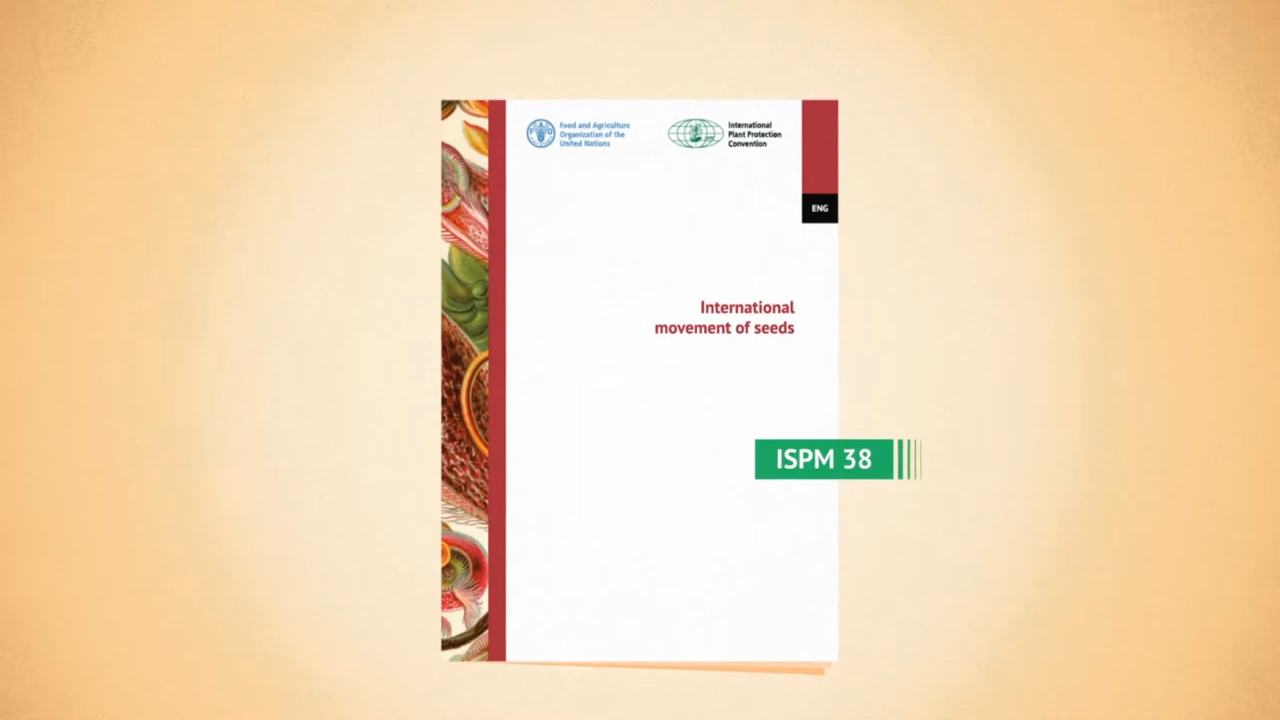 Food and Agriculture
Organization of the
United Nations
International
Plant Protection
Convention
ENG
International
movement of seeds
ISPM 38